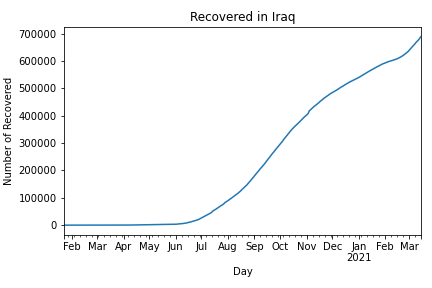 Recovered in Iraq
Number of Recovered
700000
600000
500000
400000
300000
200000
100000
0
Feb Mar Apr May Jun Jul Aug Sep Oct Nov Dec Jan Feb Mar
2021
Day